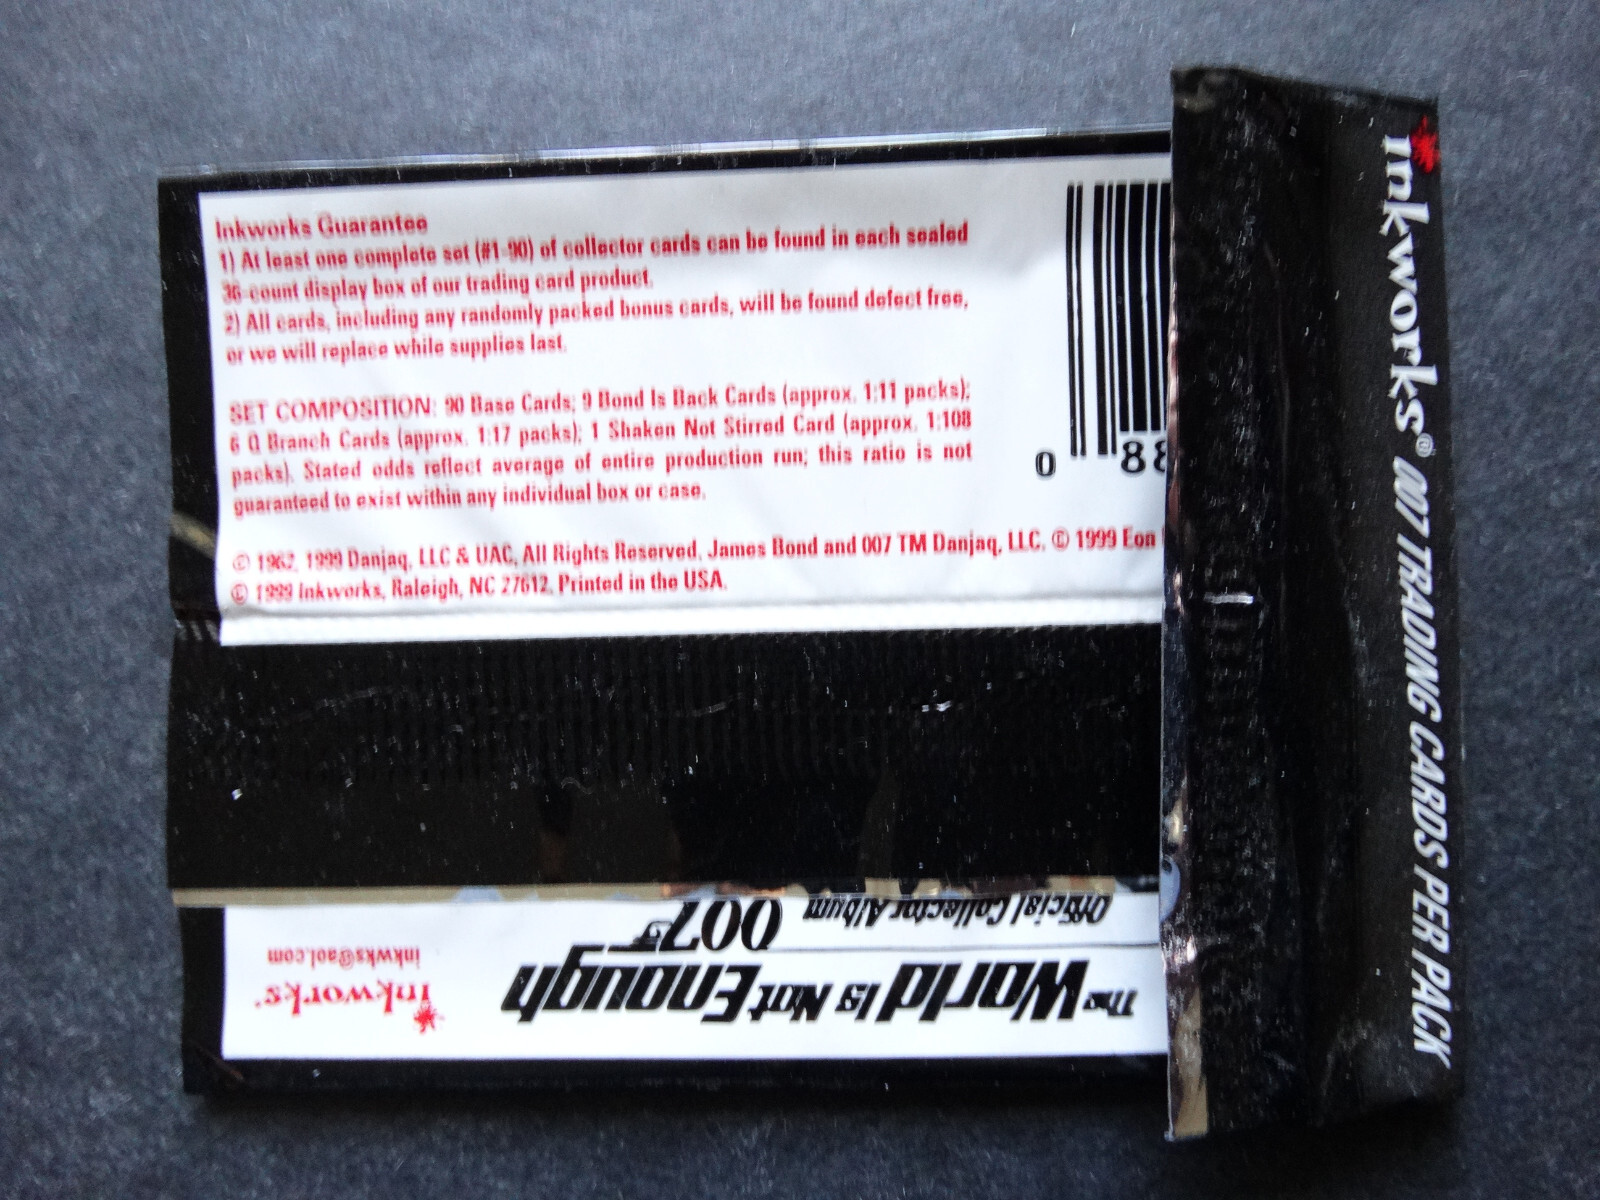 Inkworks Guarantee
1) At least one complete set (#1-90) of collector cards can be found in each sealed
36-count display box of our trading card product.
2) All cards, including any randomly packed bonus cards, will be found defect free,
or we will replace while supplies last.
SET COMPOSITION: 90 Base Cards; 9 Bond Is Back Cards (approx. 1:11 packs);
6 Q Branch Cards (approx. 1:17 packs); 1 Shaken Not Stirred Card (approx. 1:108
packs). Stated odds reflect average of entire production run; this ratio is not
guaranteed to exist within any individual box or case.
© 1962, 1999 Danjaq, LLC & UAC, All Rights Reserved, James Bond and 007 TM Danjaq, LLC. © 1999 Eon
© 1999 Inkworks, Raleigh, NC 27612. Printed in the USA.
0 88
inkworks® 007 TRADING CARDS PER PACK
The World Is Not Enough
007
Official Collector Album
inkworks
inkwks@aol.com